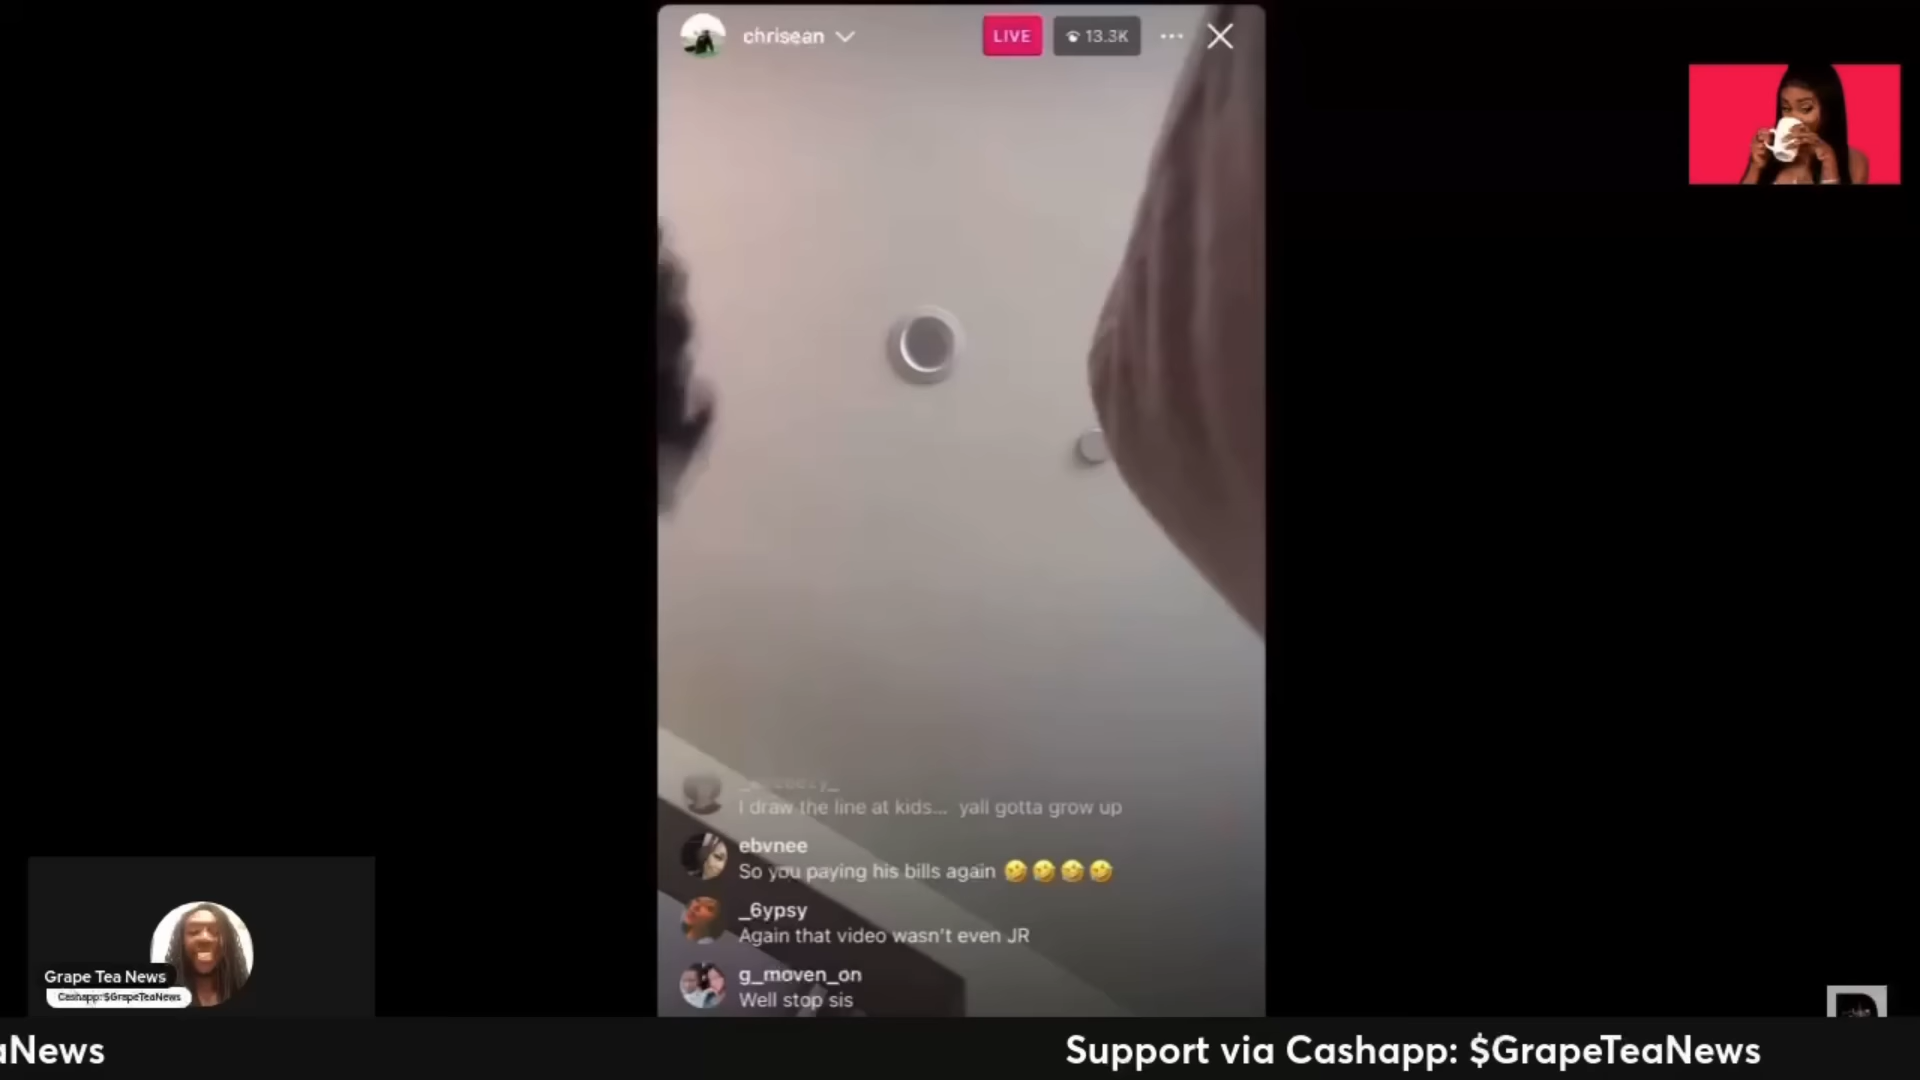 chrisean
LIVE
13.3K
I draw the line at kids... yall gotta grow up
ebvnee
So you paying his bills again 🤣🤣🤣🤣
_6ypsy
Again that video wasn't even JR
g_moven_on
Well stop sis
Grape Tea News
Cashapp:$GrapeTeaNews
aNews
Support via Cashapp: $GrapeTeaNews